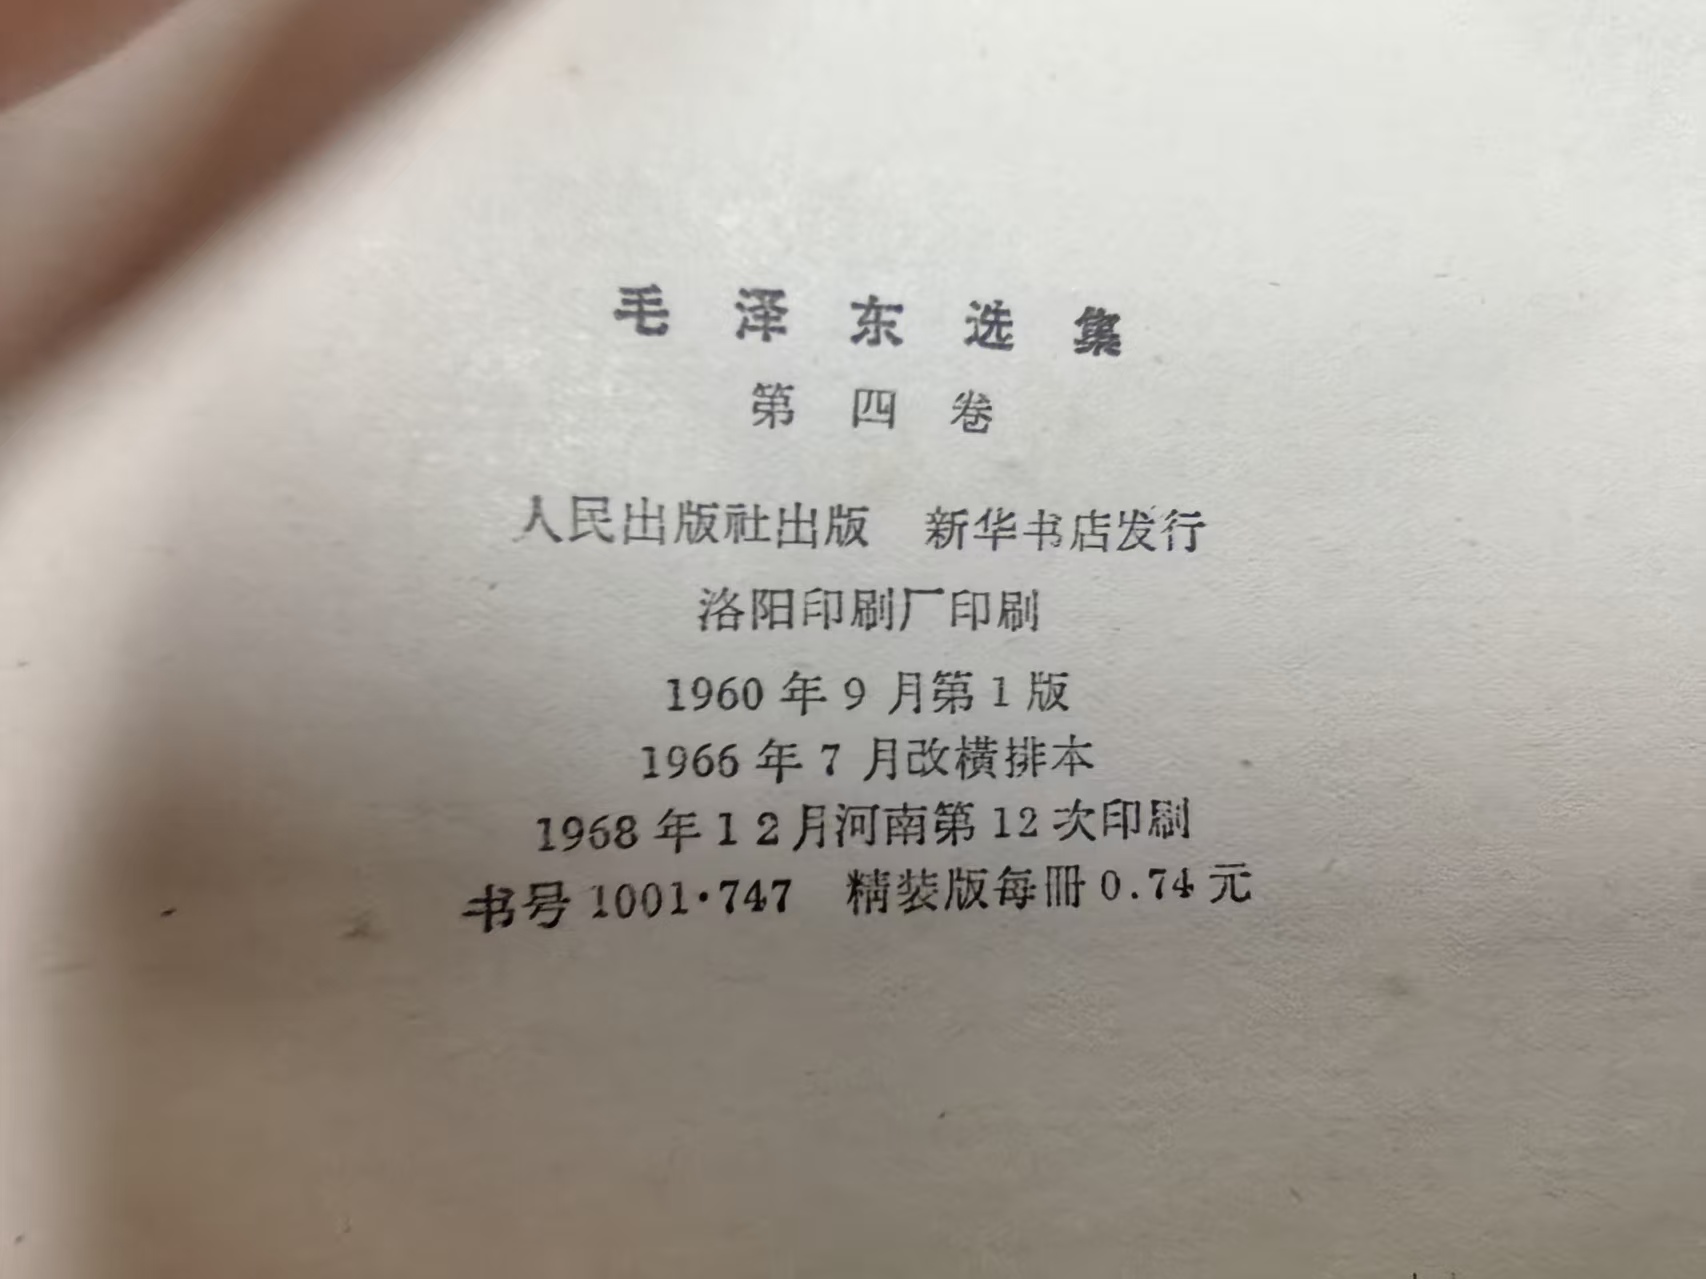 毛泽东选集
第四卷
人民出版社出版 新华书店发行
洛阳印刷厂印刷
1960年9月第1版
1966年7月改横排本
1968年12月河南第12次印刷
书号1001·747 精装版每冊0.74元